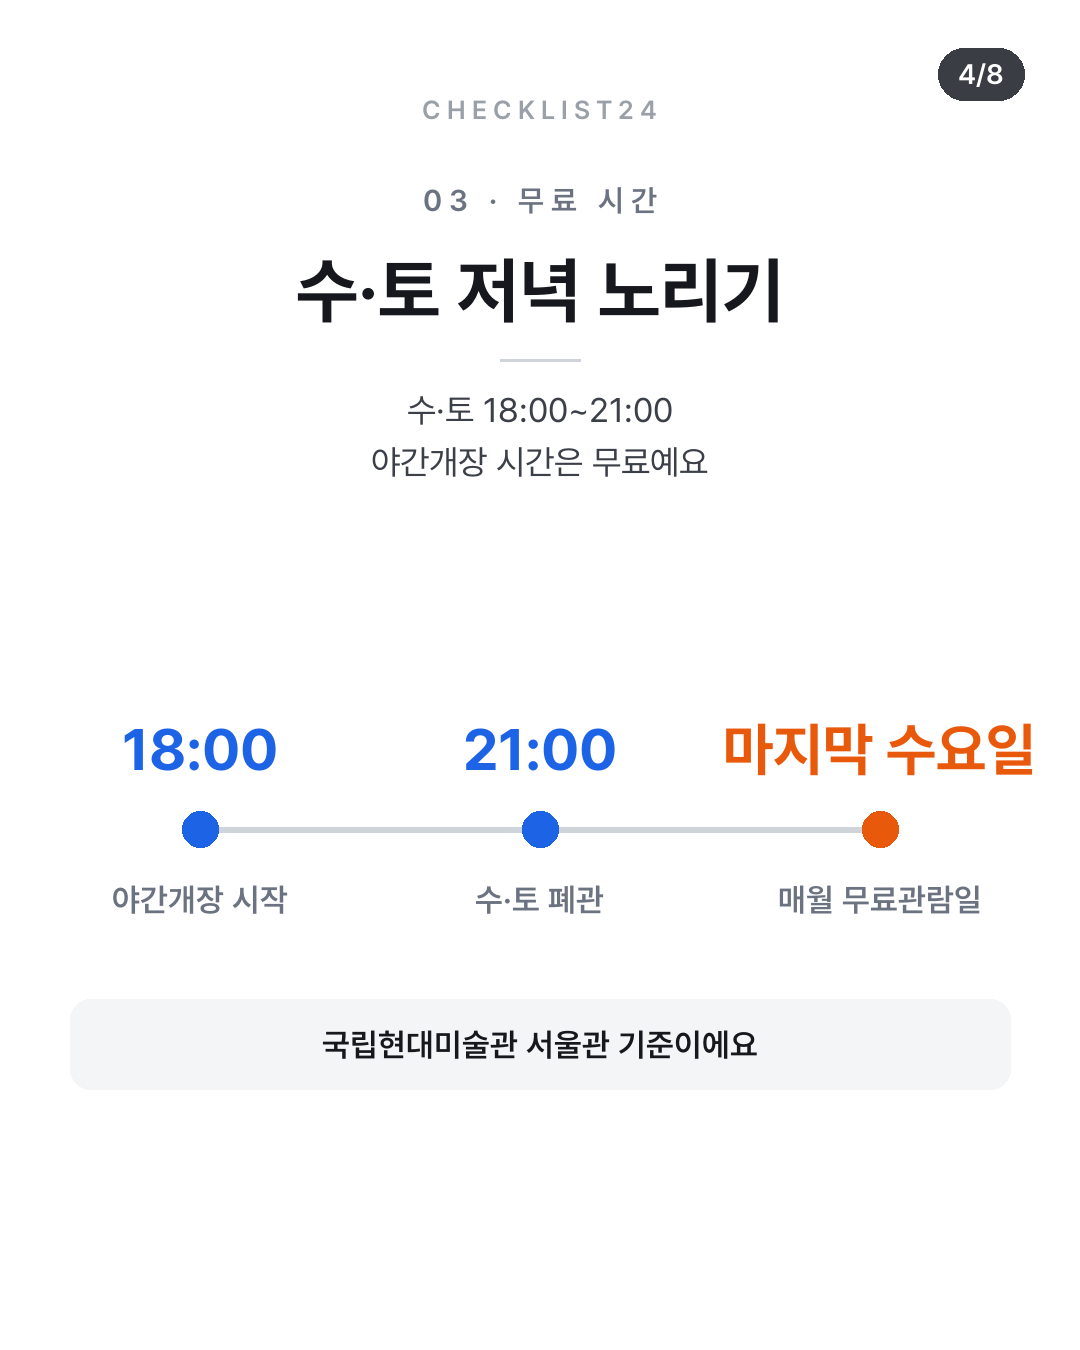 4/8
CHECKLIST24
03 · 무료 시간
수·토 저녁 노리기
수·토 18:00~21:00
야간개장 시간은 무료예요
18:00
21:00
마지막 수요일
야간개장 시작
수·토 폐관
매월 무료관람일
국립현대미술관 서울관 기준이에요